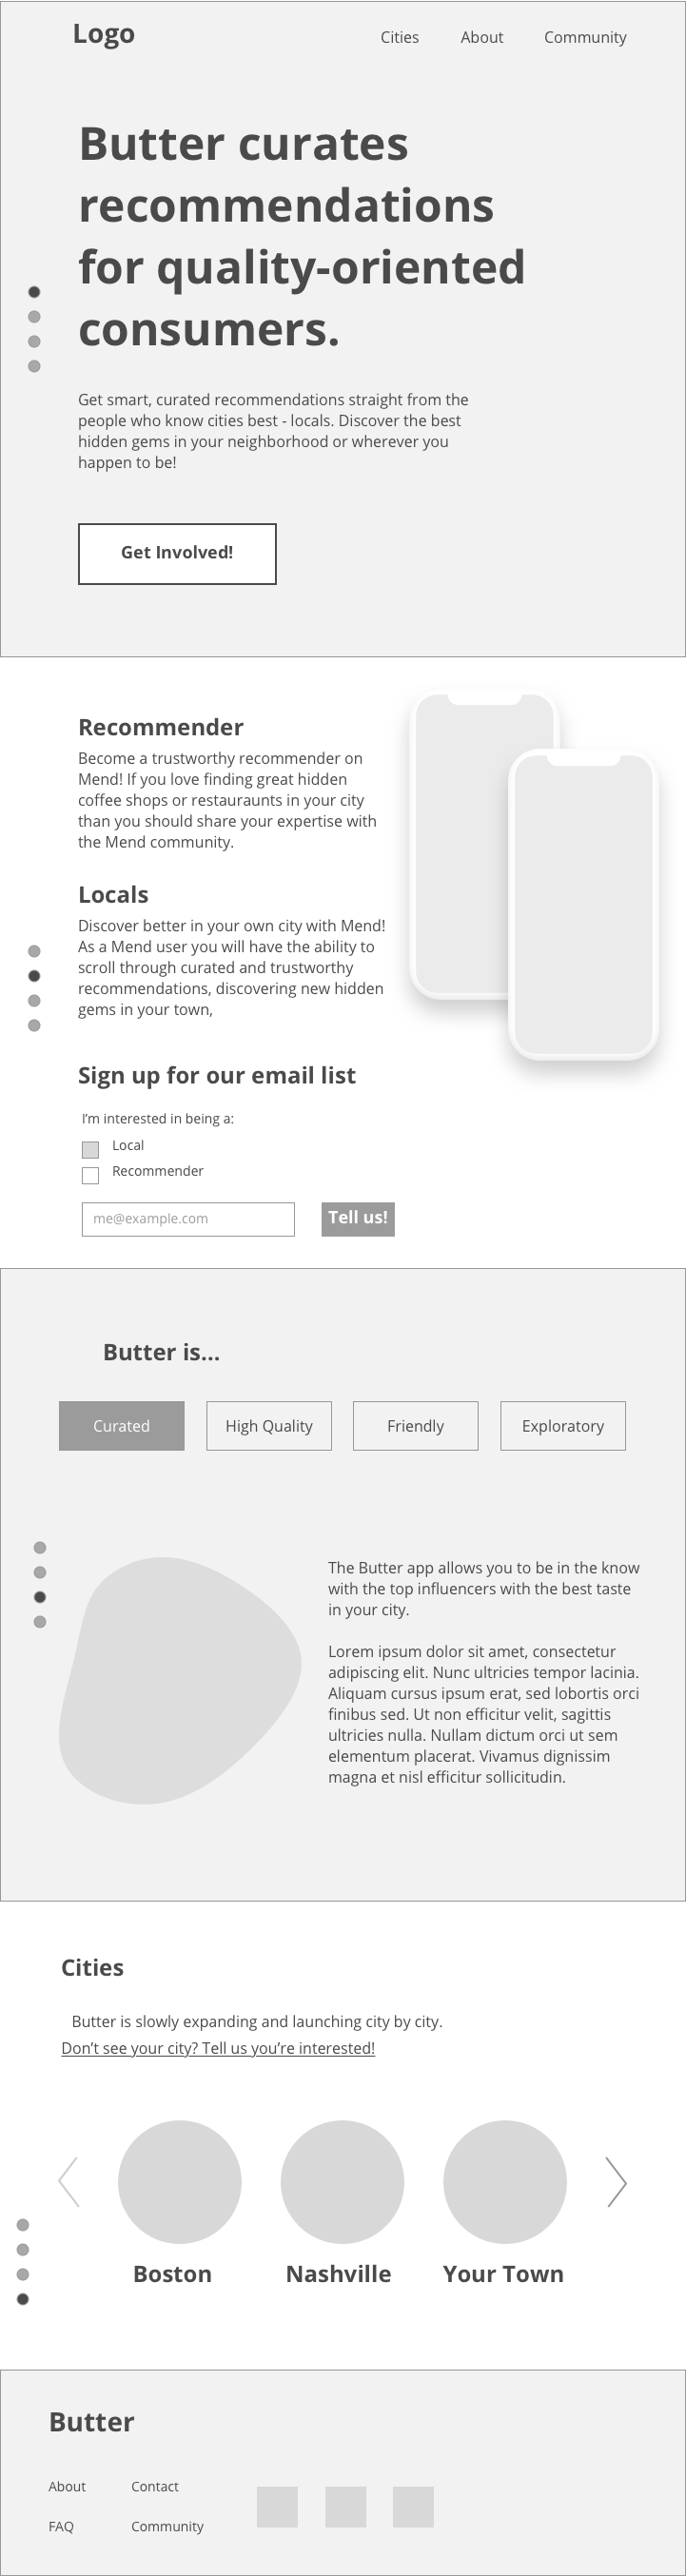 Logo
Cities
About
Community
Butter curates
recommendations
for quality-oriented
consumers.
Get smart, curated recommendations straight from the
people who know cities best - locals. Discover the best
hidden gems in your neighborhood or wherever you
happen to be!
Get Involved!
Recommender
Become a trustworthy recommender on
Mend! If you love finding great hidden
coffee shops or restauraunts in your city
than you should share your expertise with
the Mend community.
Locals
Discover better in your own city with Mend!
As a Mend user you will have the ability to
scroll through curated and trustworthy
recommendations, discovering new hidden
gems in your town,
Sign up for our email list
I’m interested in being a:
Local
Recommender
me@example.com
Tell us!
Butter is...
Curated
High Quality
Friendly
Exploratory
The Butter app allows you to be in the know
with the top influencers with the best taste
in your city.
Lorem ipsum dolor sit amet, consectetur
adipiscing elit. Nunc ultricies tempor lacinia.
Aliquam cursus ipsum erat, sed lobortis orci
finibus sed. Ut non efficitur velit, sagittis
ultricies nulla. Nullam dictum orci ut sem
elementum placerat. Vivamus dignissim
magna et nisl efficitur sollicitudin.
Cities
Butter is slowly expanding and launching city by city.
Don’t see your city? Tell us you’re interested!
Boston
Nashville
Your Town
Butter
About
Contact
FAQ
Community